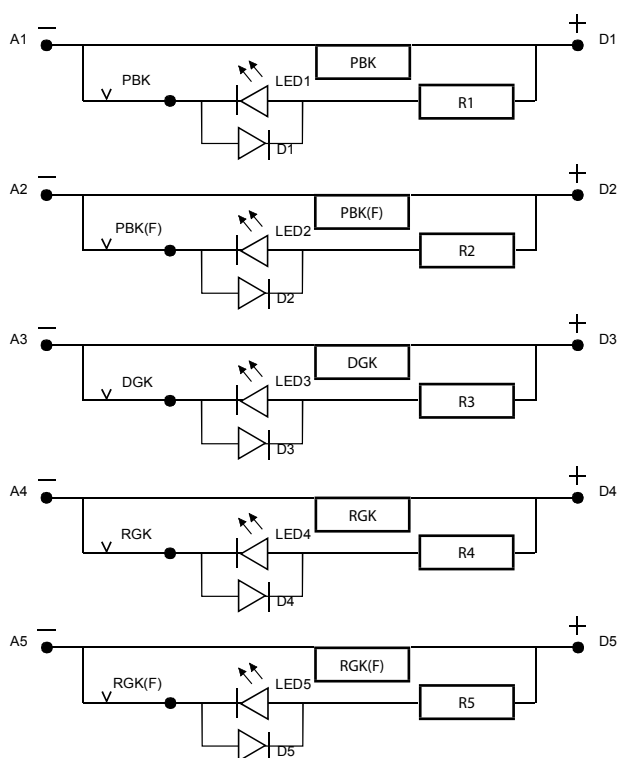 A1 − + D1
PBK
PBK LED1 R1
D1
A2 − + D2
PBK(F)
PBK(F) LED2 R2
D2
A3 − + D3
DGK
DGK LED3 R3
D3
A4 − + D4
RGK
RGK LED4 R4
D4
A5 − + D5
RGK(F)
RGK(F) LED5 R5
D5